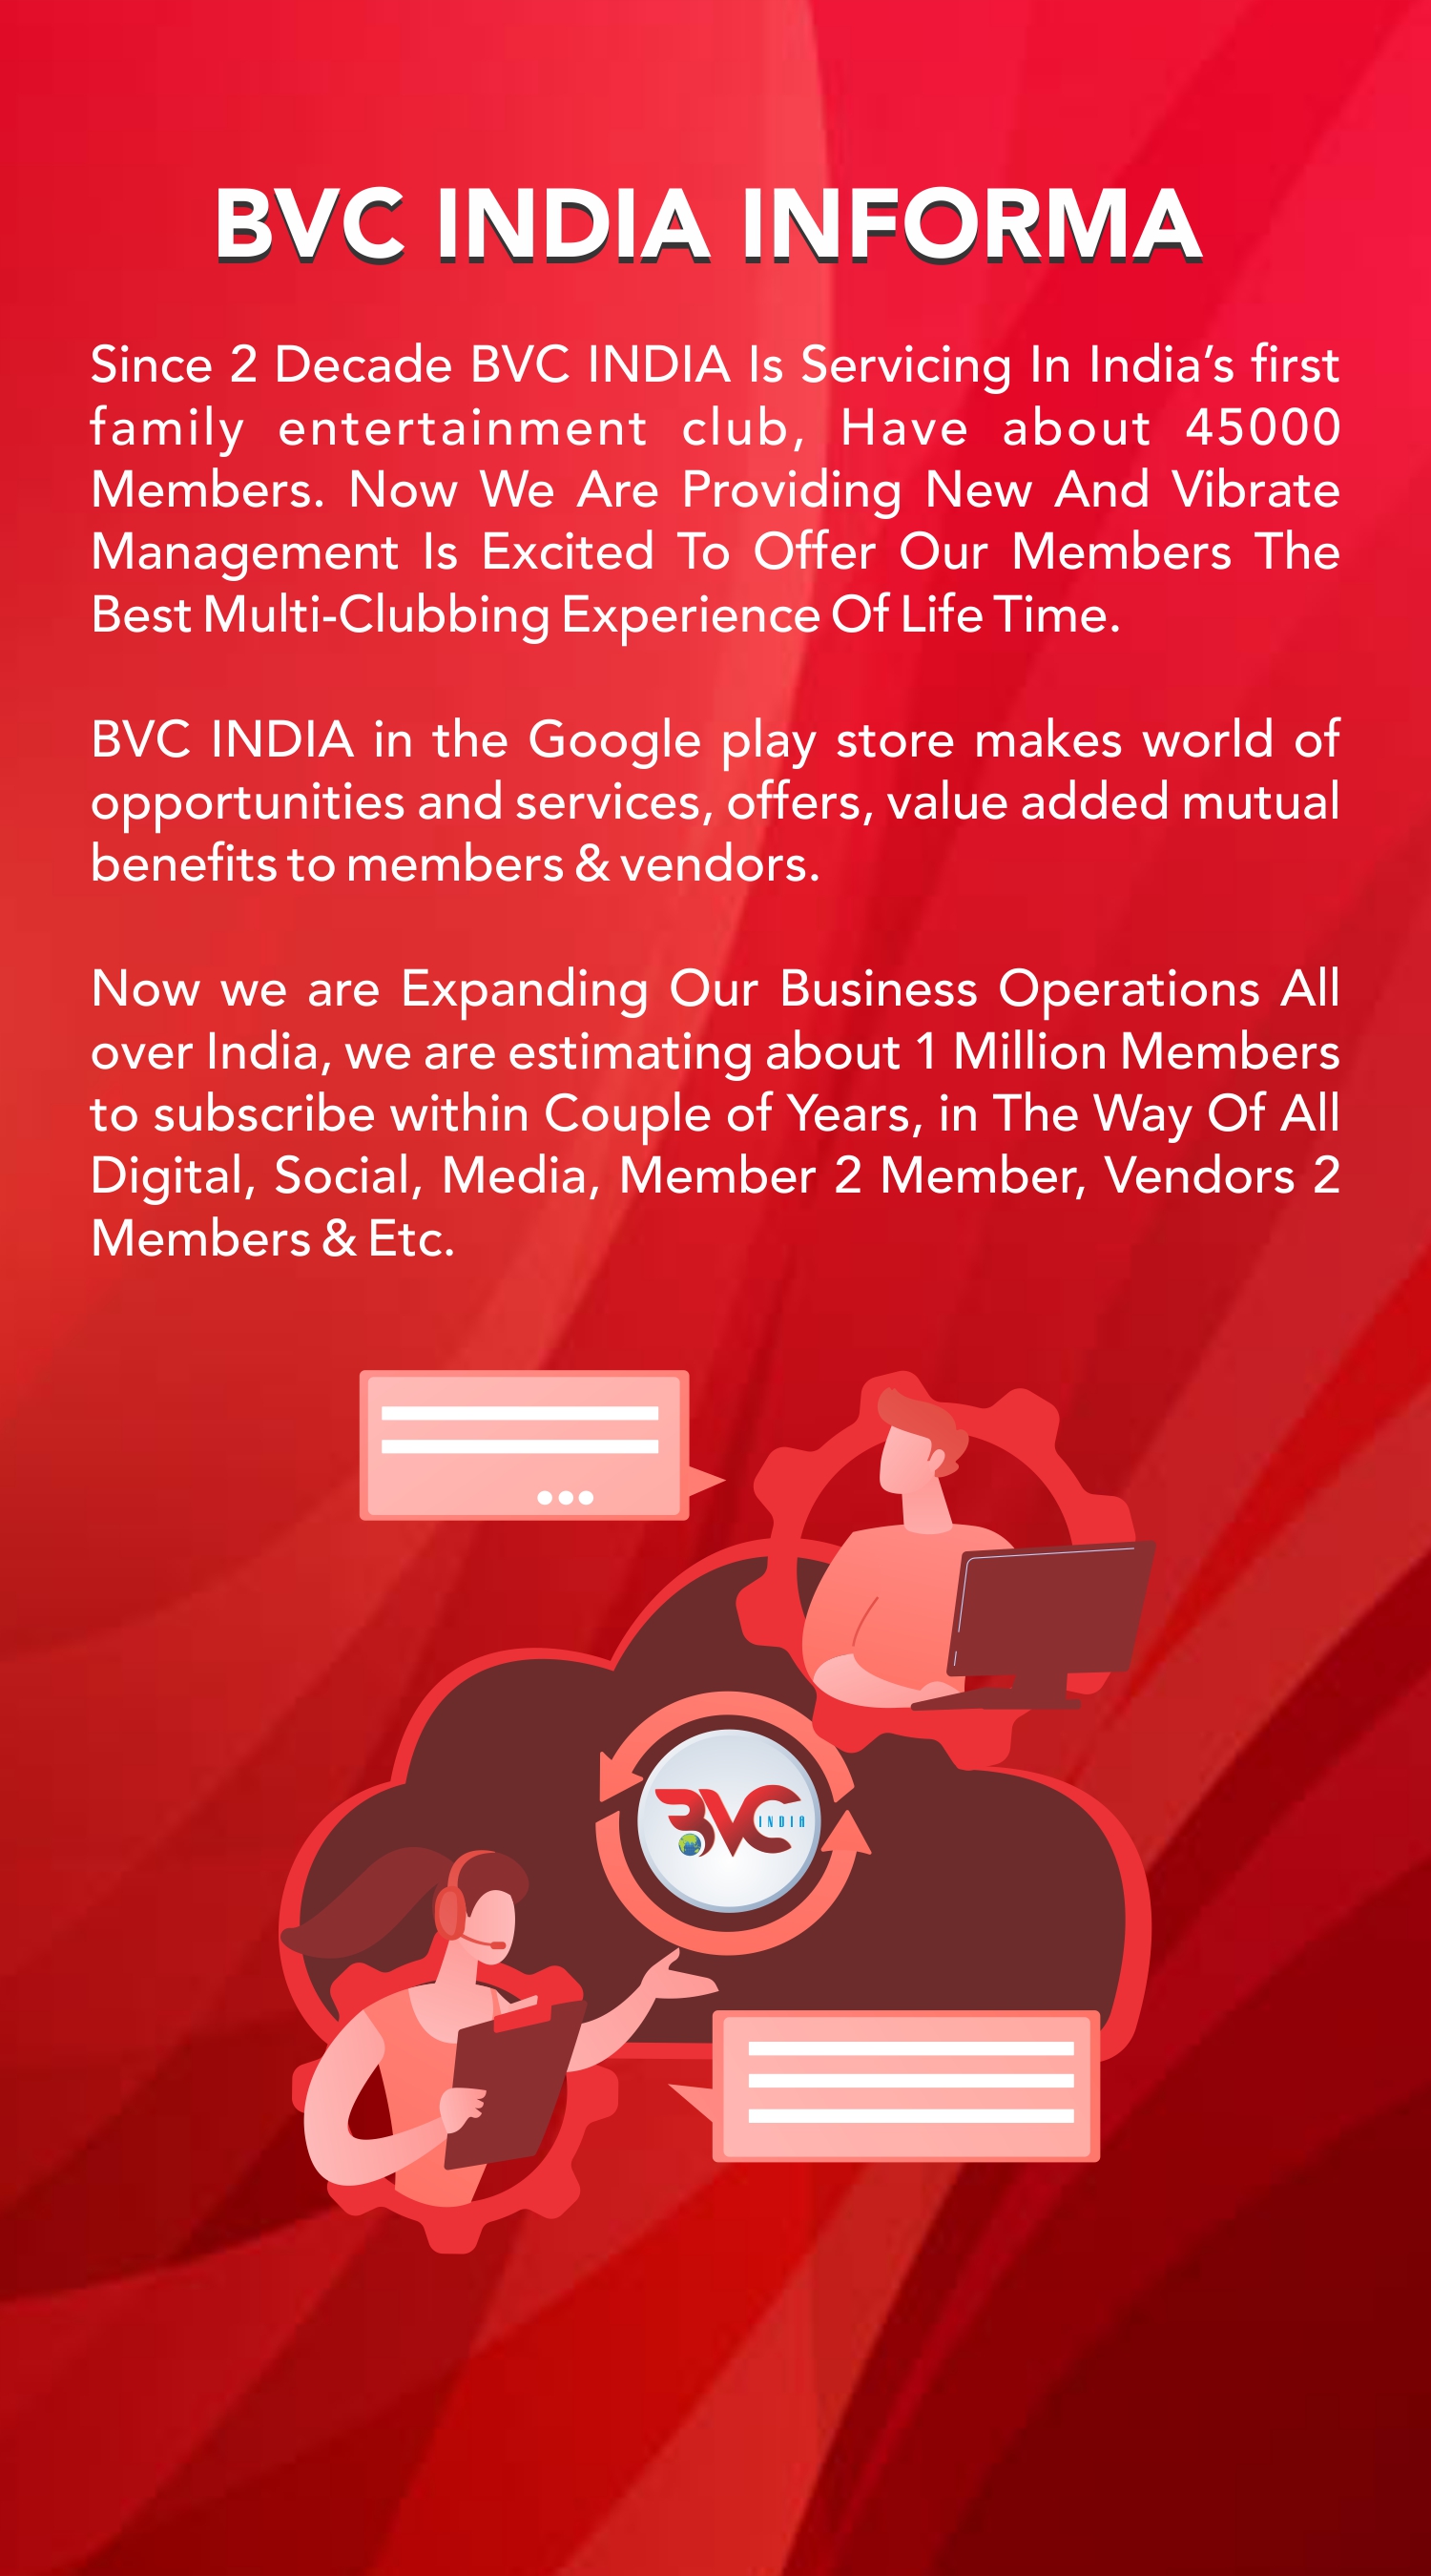 BVC INDIA INFORMA
Since 2 Decade BVC INDIA Is Servicing In India’s first
family entertainment club, Have about 45000
Members. Now We Are Providing New And Vibrate
Management Is Excited To Offer Our Members The
Best Multi-Clubbing Experience Of Life Time.
BVC INDIA in the Google play store makes world of
opportunities and services, offers, value added mutual
benefits to members & vendors.
Now we are Expanding Our Business Operations All
over India, we are estimating about 1 Million Members
to subscribe within Couple of Years, in The Way Of All
Digital, Social, Media, Member 2 Member, Vendors 2
Members & Etc.
BVC INDIA